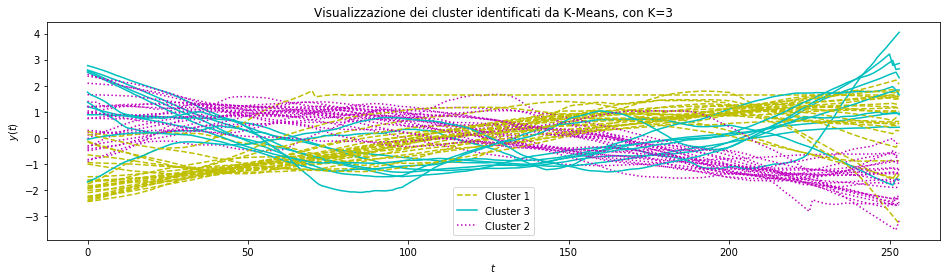 Visualizzazione dei cluster identificati da K-Means, con K=3
y(t)
4
3
2
1
0
−1
−2
−3
Cluster 1
Cluster 3
Cluster 2
0 50 100 150 200 250
t